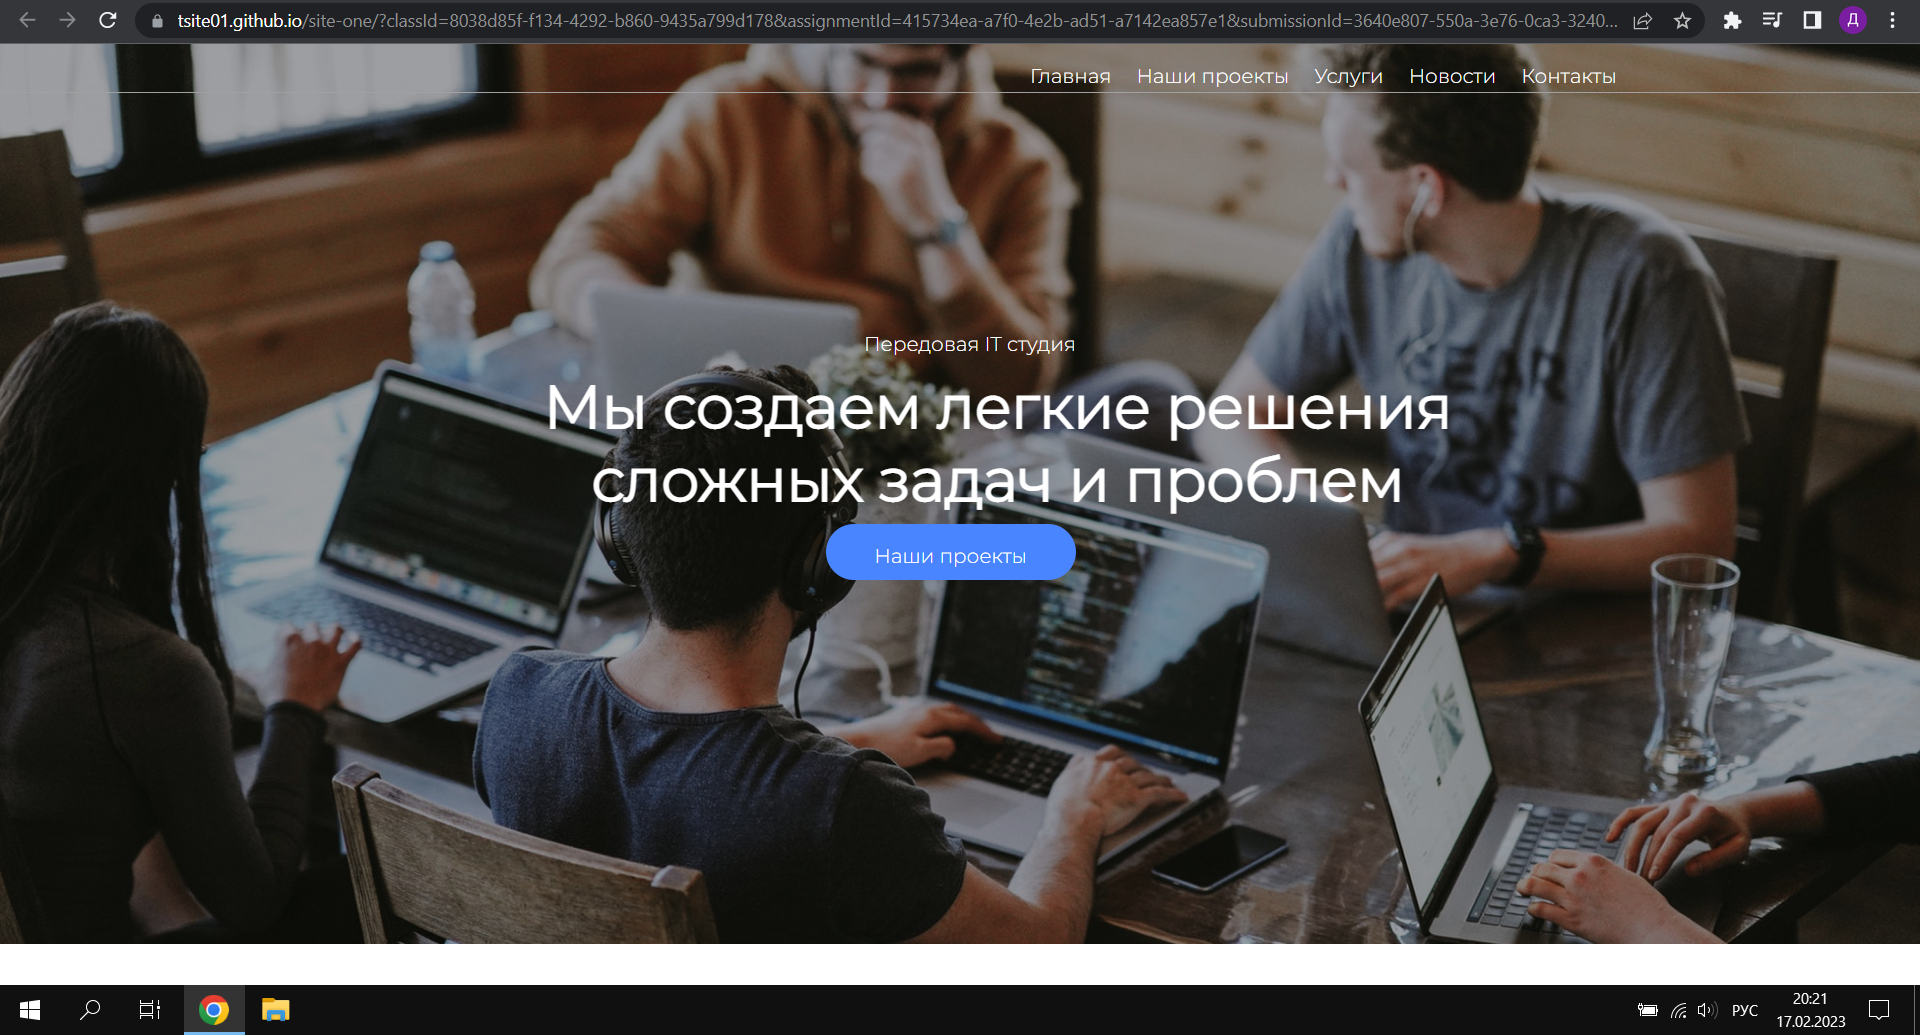 tsite01.github.io/site-one/?classId=8038d85f-f134-4292-b860-9435a799d178&assignmentId=415734ea-a7f0-4e2b-ad51-a7142ea857e1&submissionId=3640e807-550a-3e76-0ca3-3240...
Д
Главная Наши проекты Услуги Новости Контакты
Передовая IT студия
Мы создаем легкие решения
сложных задач и проблем
Наши проекты
РУС
20:21
17.02.2023